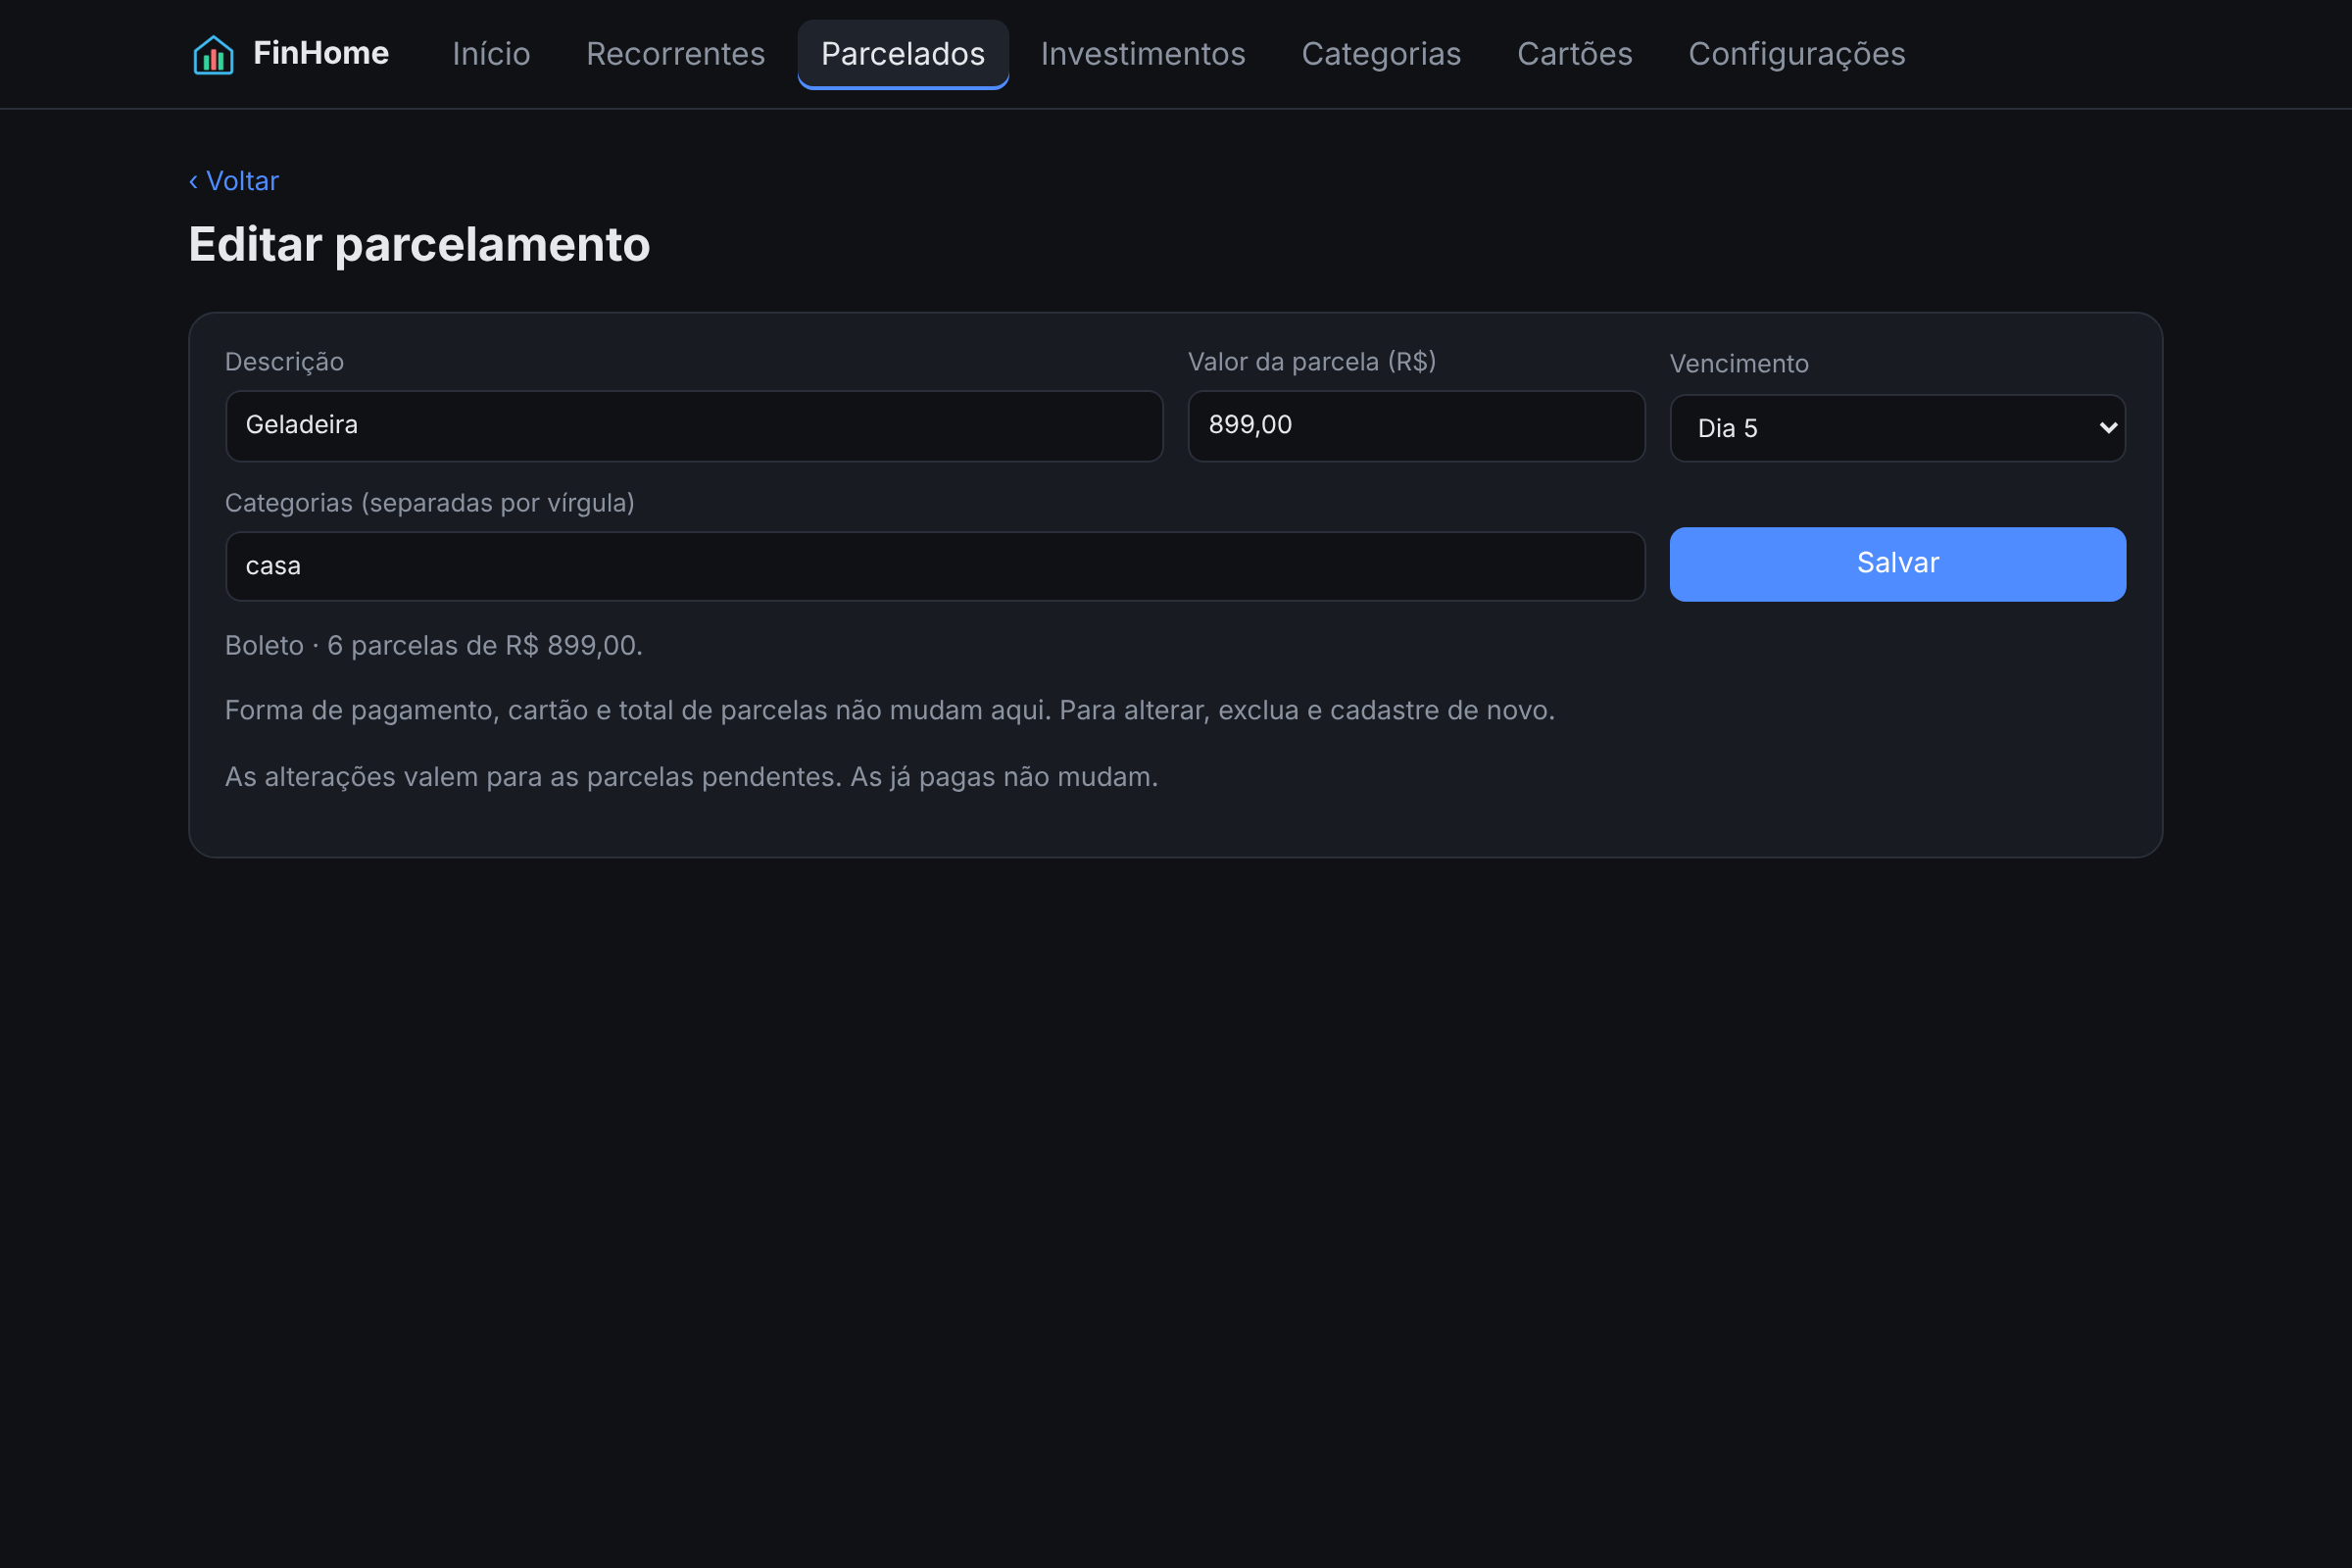 FinHome Início Recorrentes Parcelados Investimentos Categorias Cartões Configurações
‹ Voltar
Editar parcelamento
Descrição Valor da parcela (R$) Vencimento
Geladeira 899,00 Dia 5
Categorias (separadas por vírgula)
casa Salvar
Boleto · 6 parcelas de R$ 899,00.
Forma de pagamento, cartão e total de parcelas não mudam aqui. Para alterar, exclua e cadastre de novo.
As alterações valem para as parcelas pendentes. As já pagas não mudam.